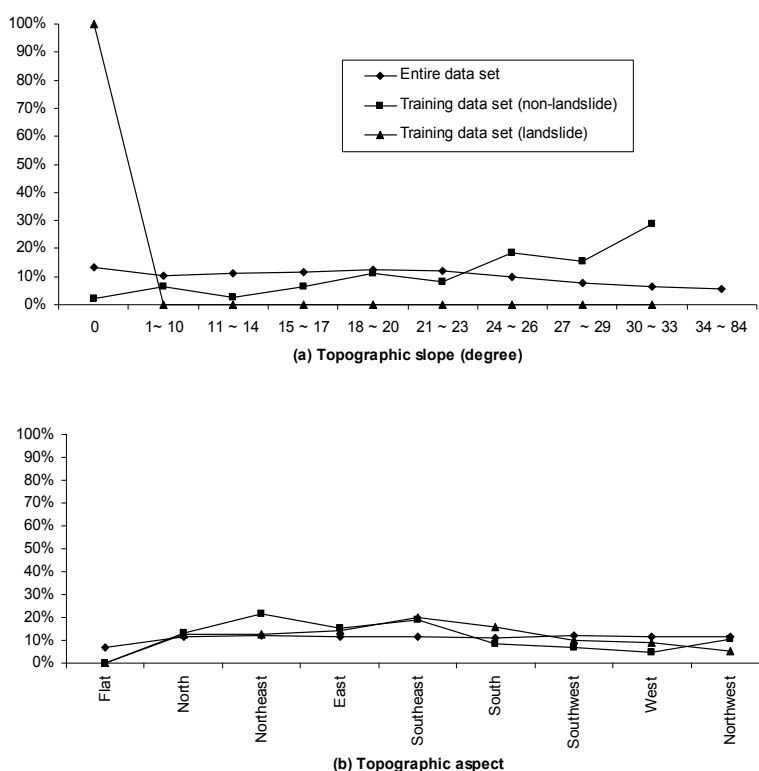 100%
90%
80%
70%
60%
50%
40%
30%
20%
10%
0%
Entire data set
Training data set (non-landslide)
Training data set (landslide)
0 1~ 10 11 ~ 14 15 ~ 17 18 ~ 20 21 ~ 23 24 ~ 26 27 ~ 29 30 ~ 33 34 ~ 84
(a) Topographic slope (degree)
100%
90%
80%
70%
60%
50%
40%
30%
20%
10%
0%
Flat
North
Northeast
East
Southeast
South
Southwest
West
Northwest
(b) Topographic aspect